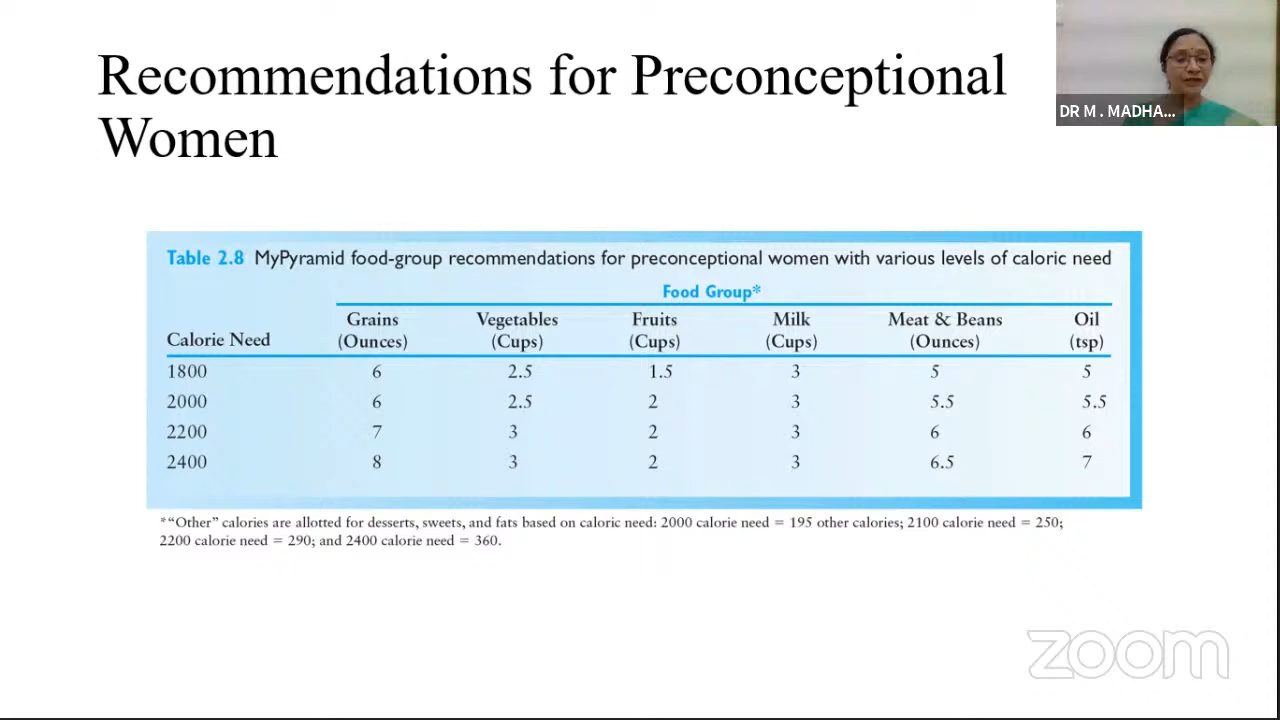 Recommendations for Preconceptional
Women
DR M . MADHA...
Table 2.8 MyPyramid food-group recommendations for preconceptional women with various levels of caloric need
Food Group*
Calorie Need Grains (Ounces) Vegetables (Cups) Fruits (Cups) Milk (Cups) Meat & Beans (Ounces) Oil (tsp)
1800 6 2.5 1.5 3 5 5
2000 6 2.5 2 3 5.5 5.5
2200 7 3 2 3 6 6
2400 8 3 2 3 6.5 7
*“Other” calories are allotted for desserts, sweets, and fats based on caloric need: 2000 calorie need = 195 other calories; 2100 calorie need = 250;
2200 calorie need = 290; and 2400 calorie need = 360.
zoom